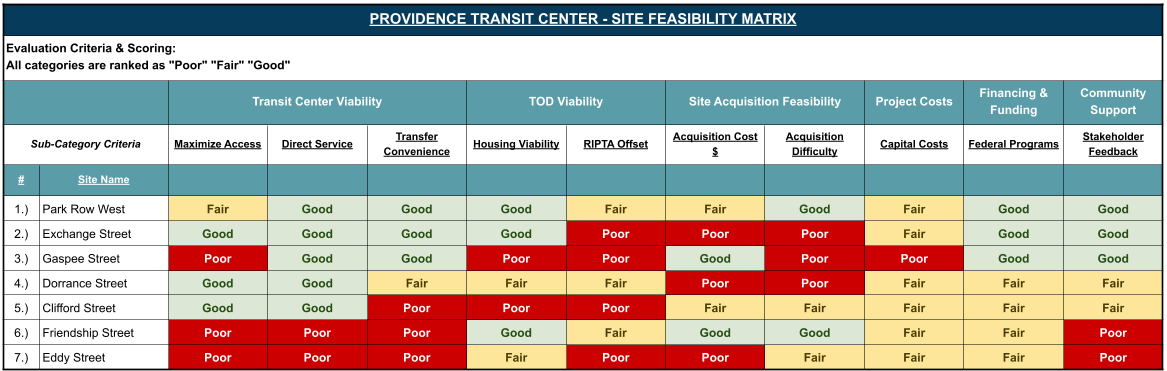 PROVIDENCE TRANSIT CENTER - SITE FEASIBILITY MATRIX
Evaluation Criteria & Scoring:
All categories are ranked as "Poor" "Fair" "Good"
Transit Center Viability TOD Viability Site Acquisition Feasibility Project Costs Financing & Funding Community Support
Sub-Category Criteria Maximize Access Direct Service Transfer Convenience Housing Viability RIPTA Offset Acquisition Cost $ Acquisition Difficulty Capital Costs Federal Programs Stakeholder Feedback
# Site Name
1.) Park Row West Fair Good Good Good Fair Fair Good Fair Good Good
2.) Exchange Street Good Good Good Good Poor Poor Poor Fair Good Good
3.) Gaspee Street Poor Good Good Poor Poor Good Poor Poor Good Good
4.) Dorrance Street Good Good Fair Fair Fair Poor Poor Fair Fair Fair
5.) Clifford Street Good Good Poor Poor Poor Fair Fair Fair Fair Fair
6.) Friendship Street Poor Poor Poor Good Fair Good Good Fair Fair Poor
7.) Eddy Street Poor Poor Poor Fair Poor Poor Fair Fair Fair Poor